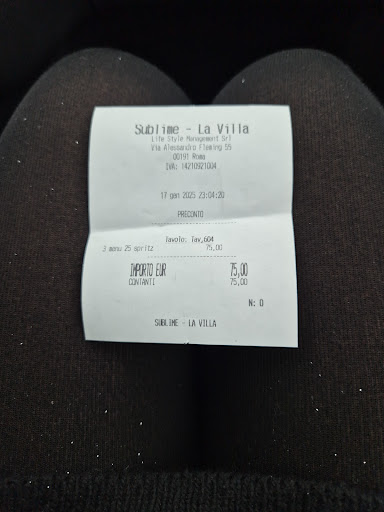 Sublime - La Villa
Life Style Management Srl
Via Alessandro Fleming 55
00191 Roma
IVA: 14210921004
17 gen 2025 23:04:20
PRECONTO
Tavolo: Tav.604
3 menu 25 spritz 75,00
IMPORTO EUR 75,00
CONTANTI 75,00
N: 0
SUBLIME - LA VILLA